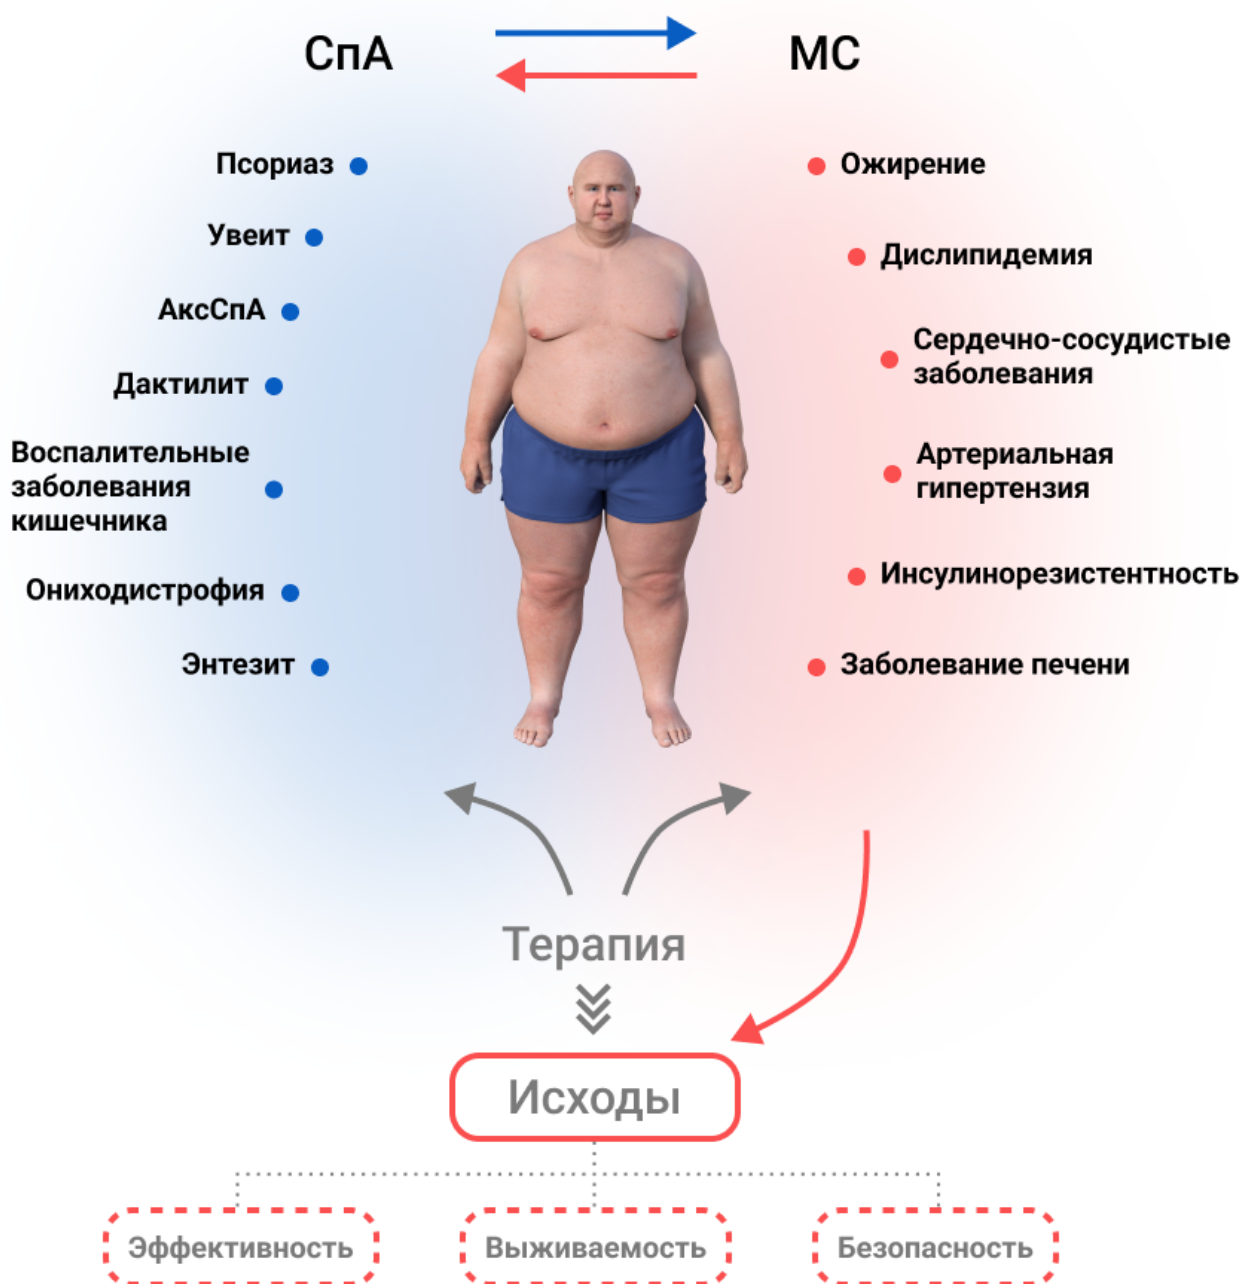 СпА
МС
Псориаз
Увеит
АксСпА
Дактилит
Воспалительные
заболевания
кишечника
Ониходистрофия
Энтезит
Ожирение
Дислипидемия
Сердечно-сосудистые
заболевания
Артериальная
гипертензия
Инсулинорезистентность
Заболевание печени
Терапия
Исходы
Эффективность
Выживаемость
Безопасность